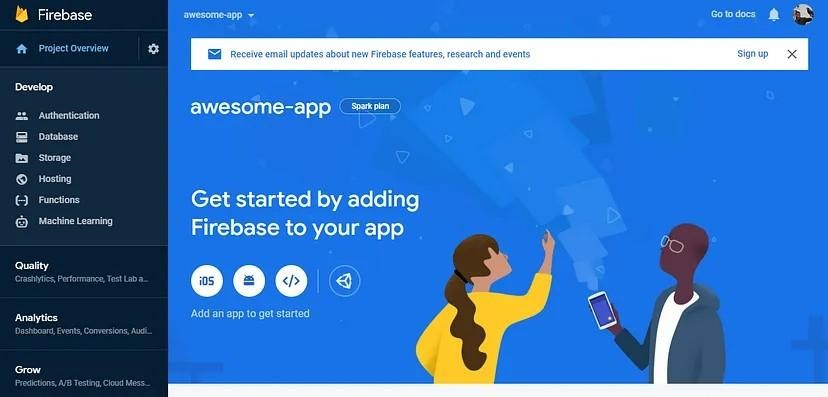 Firebase
awesome-app
Go to docs
Project Overview
Receive email updates about new Firebase features, research and events
Sign up
Develop
Authentication
Database
Storage
Hosting
Functions
Machine Learning
Quality
Crashlytics, Performance, Test Lab a...
Analytics
Dashboard, Events, Conversions, Audi...
Grow
Predictions, A/B Testing, Cloud Mess...
awesome-app
Spark plan
Get started by adding
Firebase to your app
iOS
Add an app to get started